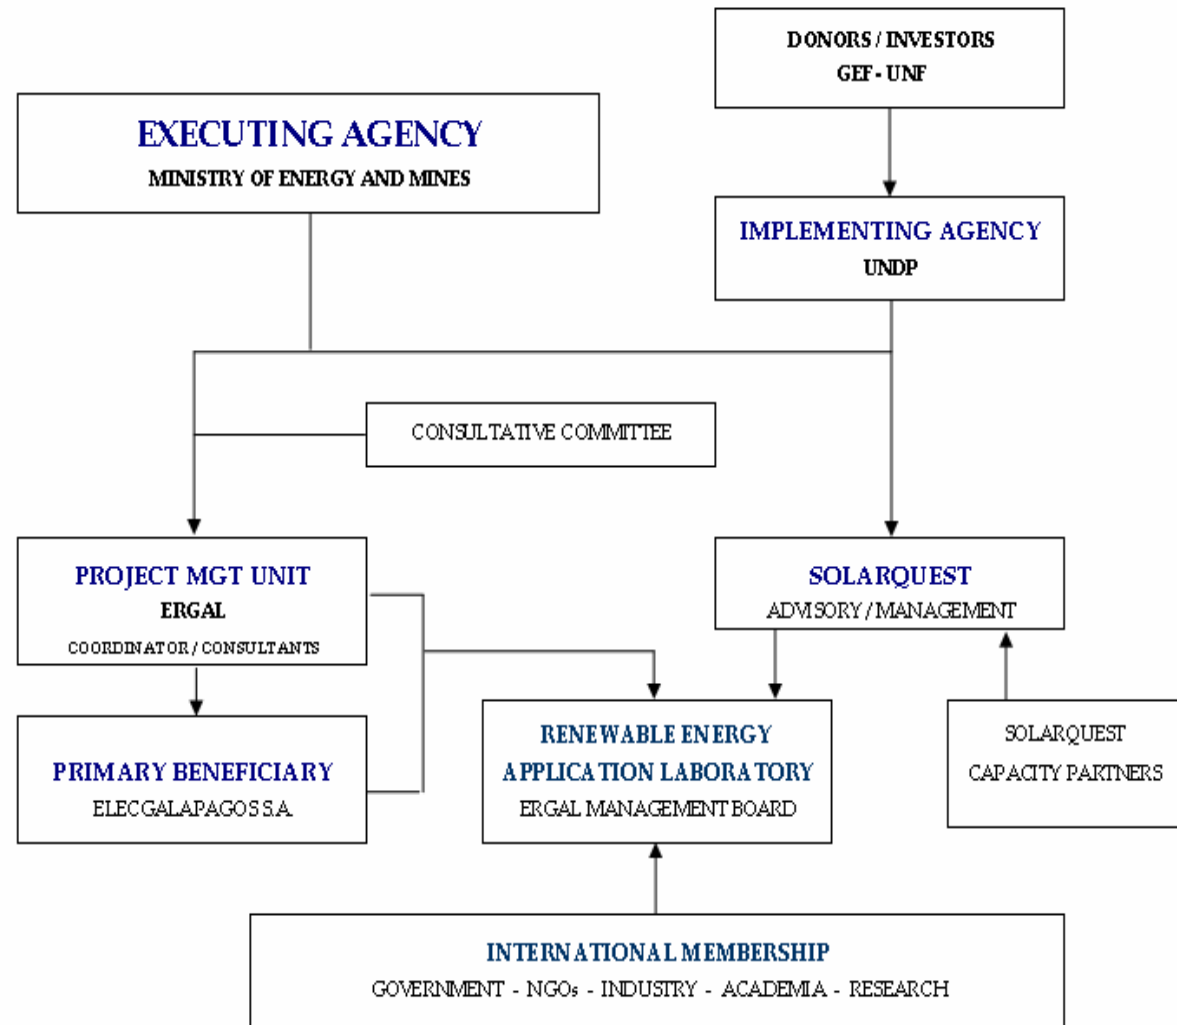 DONORS / INVESTORS
GEF - UNF
EXECUTING AGENCY
MINISTRY OF ENERGY AND MINES
IMPLEMENTING AGENCY
UNDP
CONSULTATIVE COMMITTEE
PROJECT MGT UNIT
ERGAL
COORDINATOR / CONSULTANTS
SOLARQUEST
ADVISORY / MANAGEMENT
PRIMARY BENEFICIARY
ELECGALAPAGOS S.A.
RENEWABLE ENERGY
APPLICATION LABORATORY
ERGAL MANAGEMENT BOARD
SOLARQUEST
CAPACITY PARTNERS
INTERNATIONAL MEMBERSHIP
GOVERNMENT - NGOs - INDUSTRY - ACADEMIA - RESEARCH